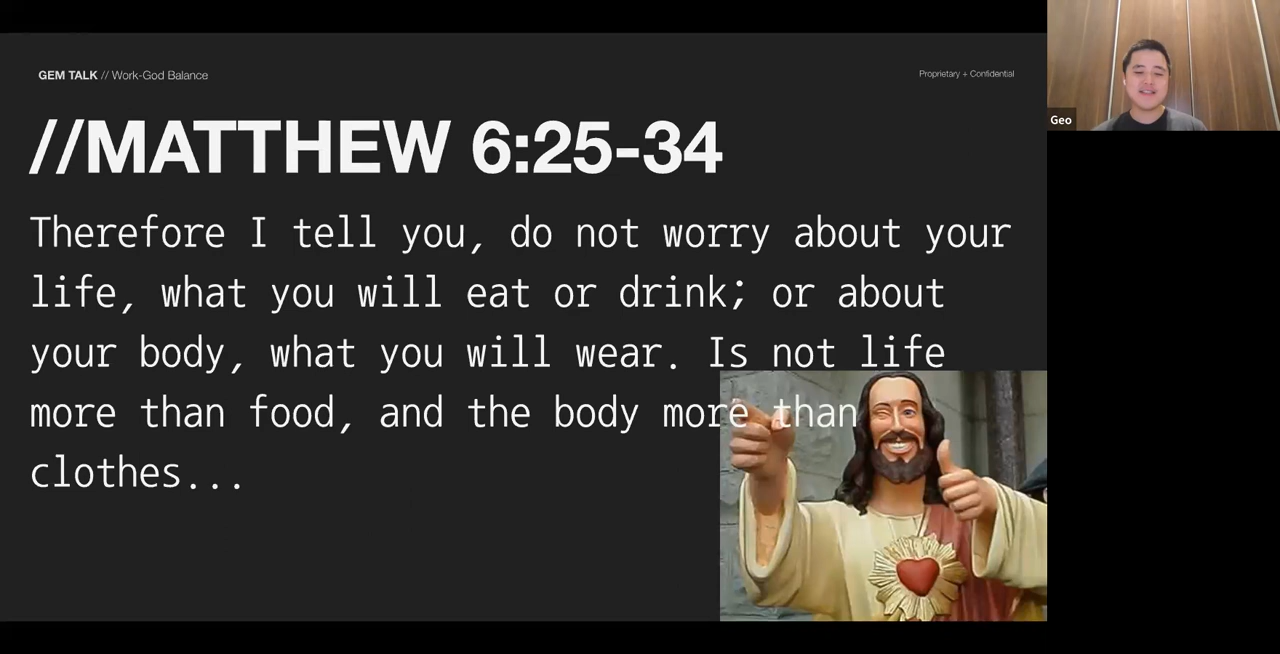 GEM TALK // Work-God Balance
Proprietary + Confidential
//MATTHEW 6:25-34
Therefore I tell you, do not worry about your
life, what you will eat or drink; or about
your body, what you will wear. Is not life
more than food, and the body more than
clothes...
Geo